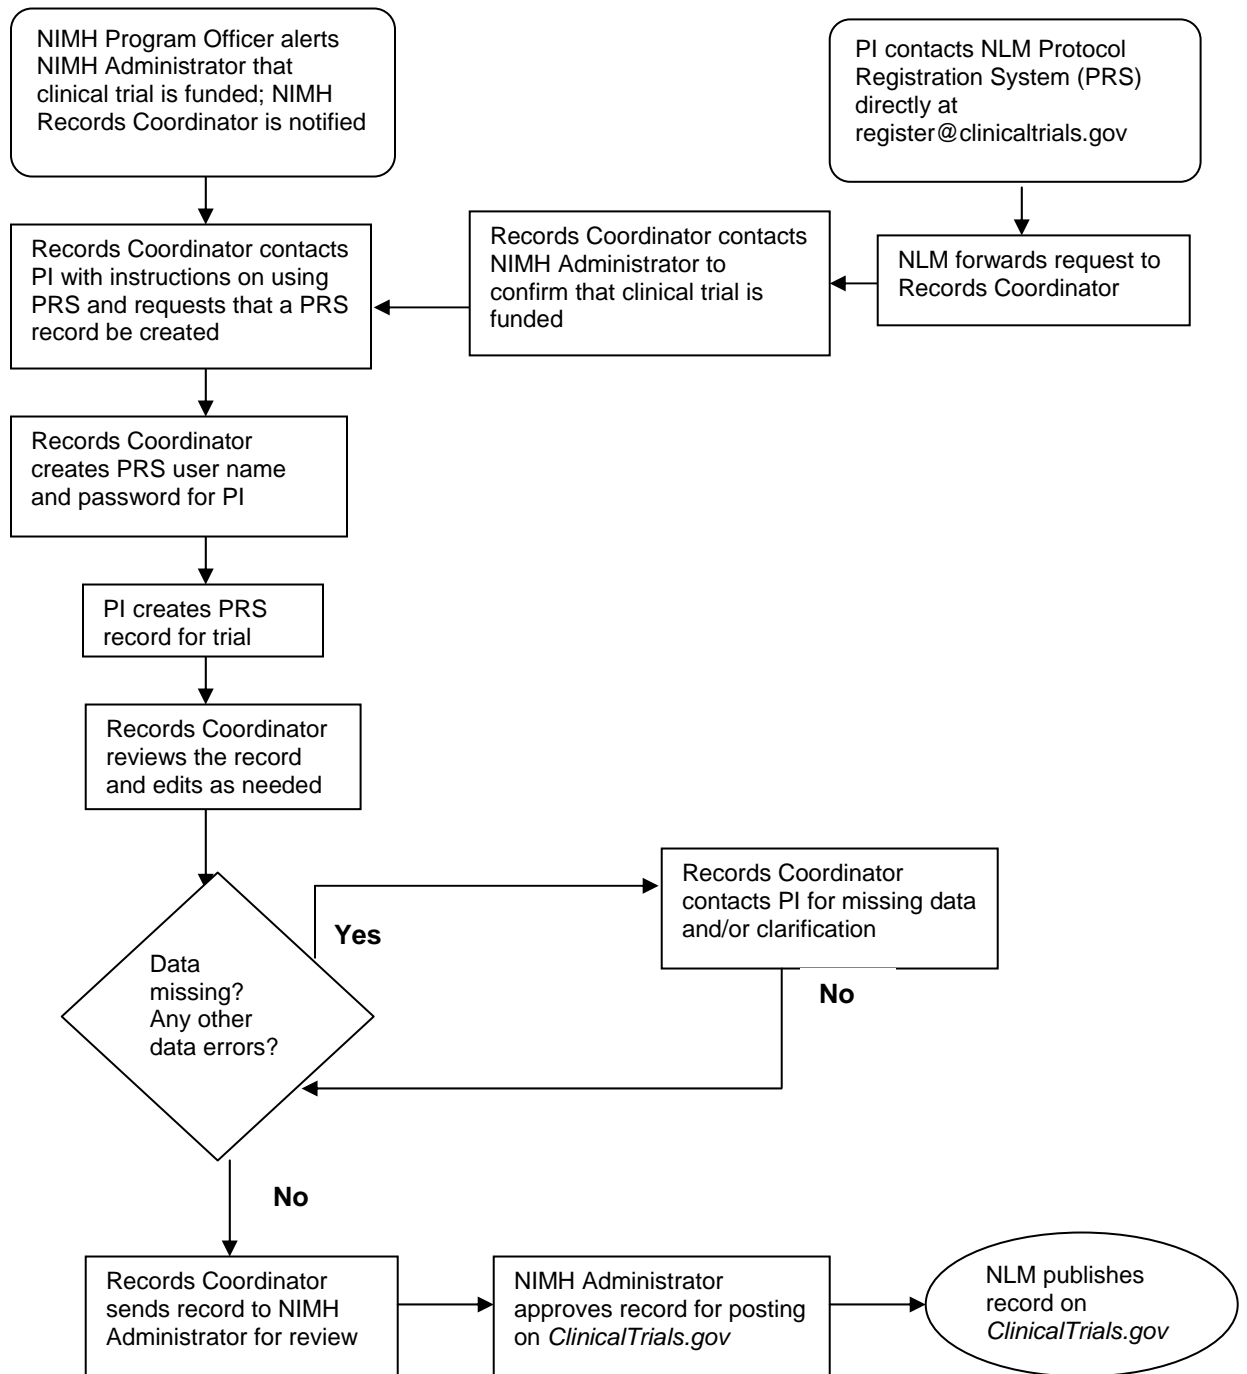 NIMH Program Officer alerts
NIMH Administrator that
clinical trial is funded; NIMH
Records Coordinator is notified
PI contacts NLM Protocol
Registration System (PRS)
directly at
register@clinicaltrials.gov
Records Coordinator contacts
PI with instructions on using
PRS and requests that a PRS
record be created
Records Coordinator contacts
NIMH Administrator to
confirm that clinical trial is
funded
NLM forwards request to
Records Coordinator
Records Coordinator
creates PRS user name
and password for PI
PI creates PRS
record for trial
Records Coordinator
reviews the record
and edits as needed
Data
missing?
Any other
data errors?
Yes
Records Coordinator
contacts PI for missing data
and/or clarification
No
No
Records Coordinator
sends record to NIMH
Administrator for review
NIMH Administrator
approves record for posting
on ClinicalTrials.gov
NLM publishes
record on
ClinicalTrials.gov